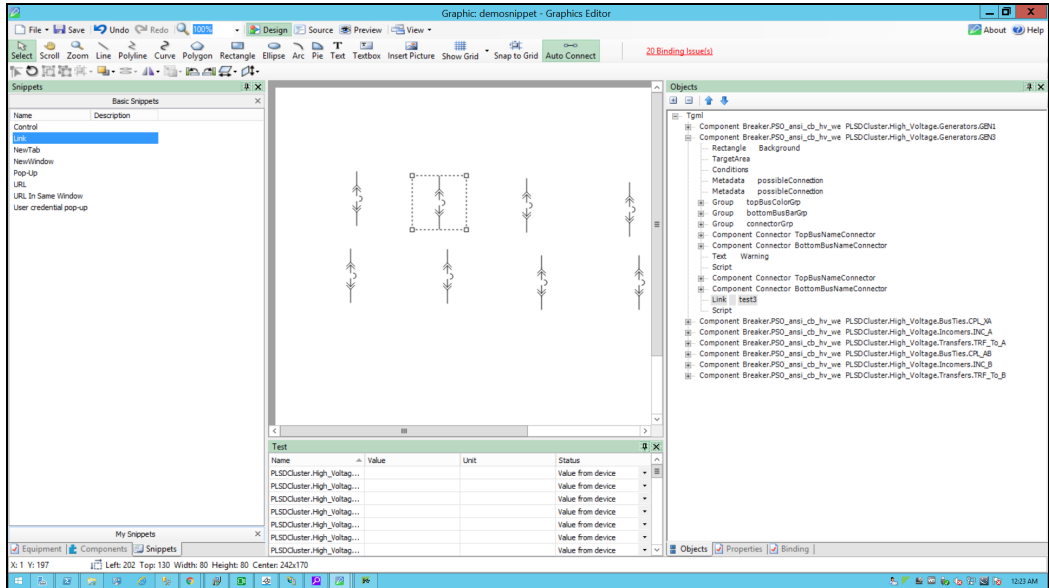 Graphic: demosnippet - Graphics Editor
File Save Undo Redo 100% Design Source Preview View About Help
Select Scroll Zoom Line Polyline Curve Polygon Rectangle Ellipse Arc Pie Text Textbox Insert Picture Show Grid Snap to Grid Auto Connect 20 Binding Issue(s)
Snippets
Basic Snippets
Name Description
Control
Link
NewTab
NewWindow
Pop-Up
URL
URL In Same Window
User credential pop-up
My Snippets
Equipment Components Snippets
Test
Name Value Unit Status
PLSDCluster.High_Voltag... Value from device
PLSDCluster.High_Voltag... Value from device
PLSDCluster.High_Voltag... Value from device
PLSDCluster.High_Voltag... Value from device
PLSDCluster.High_Voltag... Value from device
PLSDCluster.High_Voltag... Value from device
PLSDCluster.High_Voltag... Value from device
Objects
Tgml
Component Breaker.PSO_ansi_cb_hv_we PLSDCluster.High_Voltage.Generators.GEN1
Component Breaker.PSO_ansi_cb_hv_we PLSDCluster.High_Voltage.Generators.GEN3
Rectangle Background
TargetArea
Conditions
Metadata possibleConnection
Metadata possibleConnection
Group topBusColorGrp
Group bottomBusBarGrp
Group connectorGrp
Component Connector TopBusNameConnector
Component Connector BottomBusNameConnector
Text Warning
Script
Component Connector TopBusNameConnector
Component Connector BottomBusNameConnector
Link test3
Script
Component Breaker.PSO_ansi_cb_hv_we PLSDCluster.High_Voltage.BusTies.CPL_XA
Component Breaker.PSO_ansi_cb_hv_we PLSDCluster.High_Voltage.Incomers.INC_A
Component Breaker.PSO_ansi_cb_hv_we PLSDCluster.High_Voltage.Transfers.TRF_To_A
Component Breaker.PSO_ansi_cb_hv_we PLSDCluster.High_Voltage.BusTies.CPL_AB
Component Breaker.PSO_ansi_cb_hv_we PLSDCluster.High_Voltage.Incomers.INC_B
Component Breaker.PSO_ansi_cb_hv_we PLSDCluster.High_Voltage.Transfers.TRF_To_B
Objects Properties Binding
X: 1 Y: 197 Left: 202 Top: 130 Width: 80 Height: 80 Center: 242x170
12:23 AM